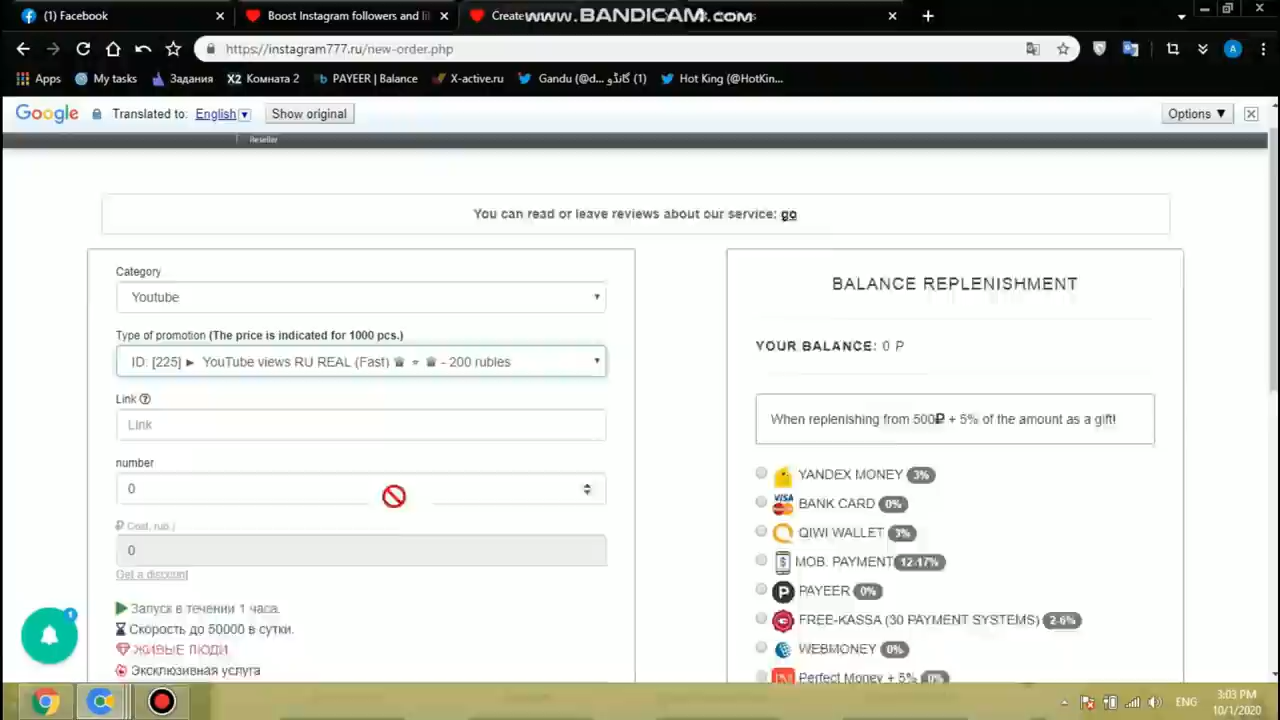 (1) Facebook
Boost Instagram followers and li
Create
www.BANDICAM.com
https://instagram777.ru/new-order.php
Apps
My tasks
Задания
X2 Комната 2
PAYEER | Balance
X-active.ru
Gandu (@d... گانڈو (1)
Hot King (@HotKin...
Google
Translated to: English
Show original
Options ▼
Reseller
You can read or leave reviews about our service: go
Category
Youtube
Type of promotion (The price is indicated for 1000 pcs.)
ID: [225] ► YouTube views RU REAL (Fast) ♕ ⭐ ♕ - 200 rubles
Link
Link
number
0
₽ Cost, rub.)
0
Get a discount
Запуск в течении 1 часа.
Скорость до 50000 в сутки.
ЖИВЫЕ ЛЮДИ
Эксклюзивная услуга
BALANCE REPLENISHMENT
YOUR BALANCE: 0 P
When replenishing from 500₽ + 5% of the amount as a gift!
YANDEX MONEY 3%
VISA
BANK CARD 0%
QIWI WALLET 3%
MOB. PAYMENT 12-17%
PAYEER 0%
FREE-KASSA (30 PAYMENT SYSTEMS) 2-6%
WEBMONEY 0%
Perfect Money + 5% 0%
ENG
3:03 PM
10/1/2020